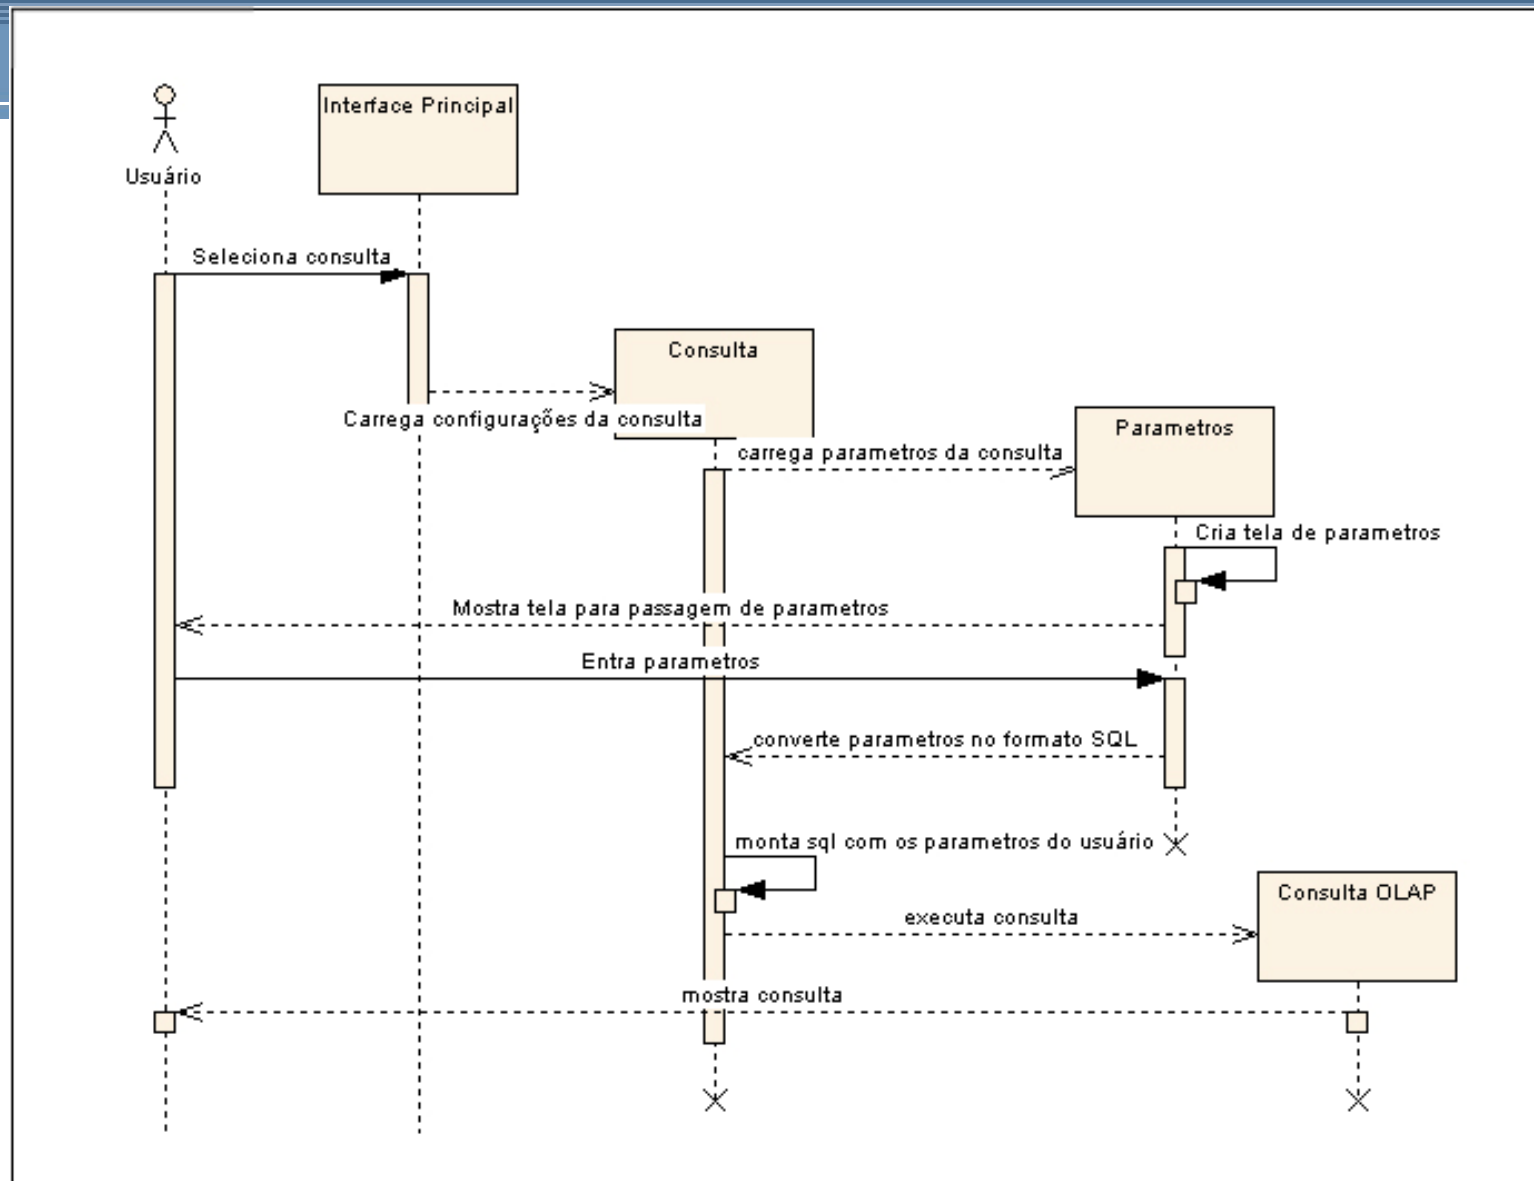 Interface Principal
Usuário
Seleciona consulta
Consulta
Carrega configurações da consulta
Parametros
carrega parametros da consulta
Cria tela de parametros
Mostra tela para passagem de parametros
Entra parametros
converte parametros no formato SQL
monta sql com os parametros do usuário
Consulta OLAP
executa consulta
mostra consulta